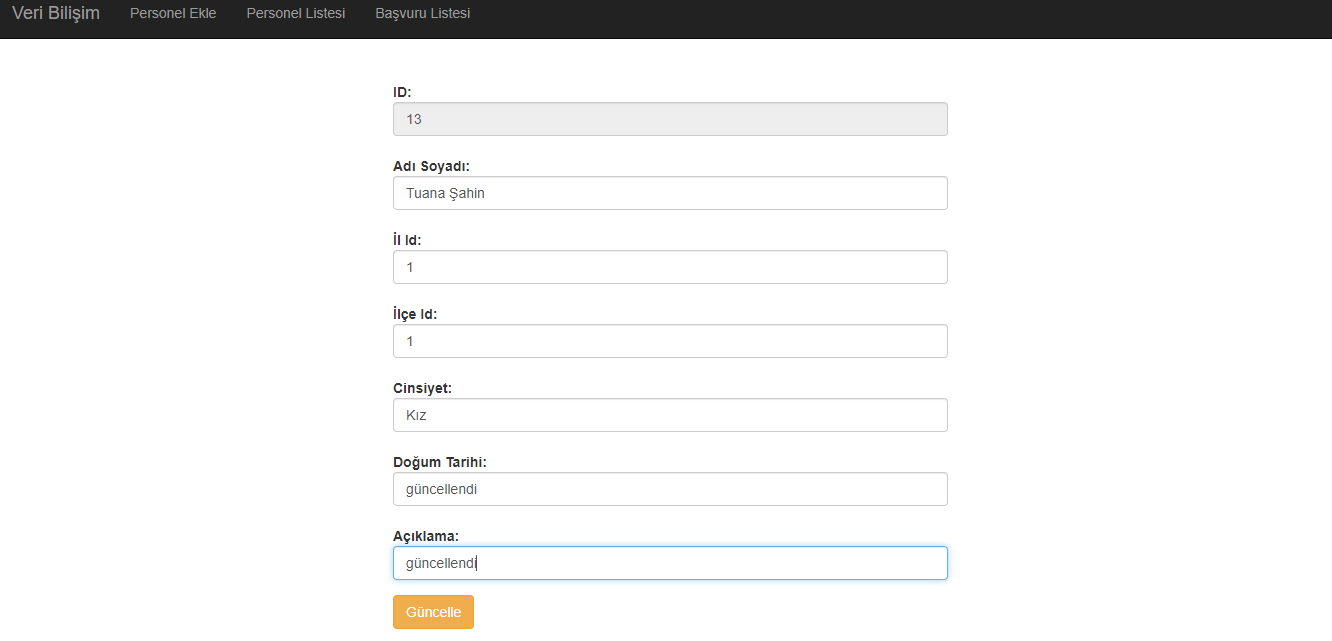 Veri Bilişim Personel Ekle Personel Listesi Başvuru Listesi
ID:
13
Adı Soyadı:
Tuana Şahin
İl Id:
1
İlçe Id:
1
Cinsiyet:
Kız
Doğum Tarihi:
güncellendi
Açıklama:
güncellendi
Güncelle